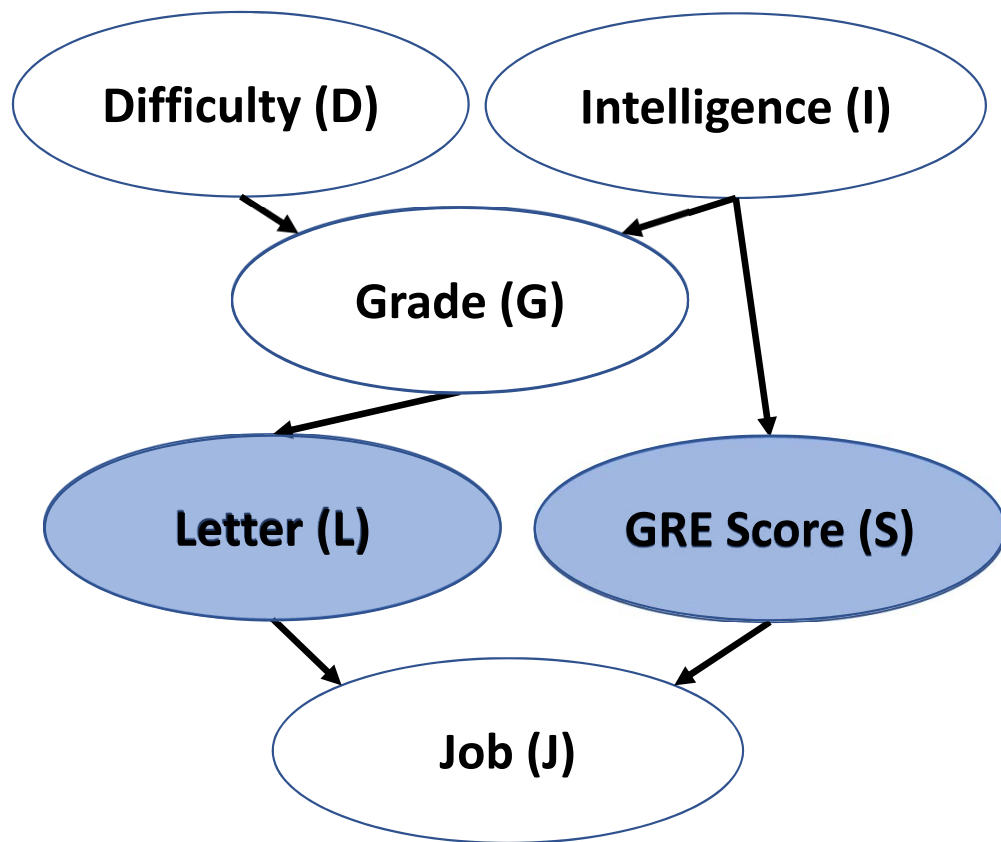 Difficulty (D)
Intelligence (I)
Grade (G)
Letter (L)
GRE Score (S)
Job (J)